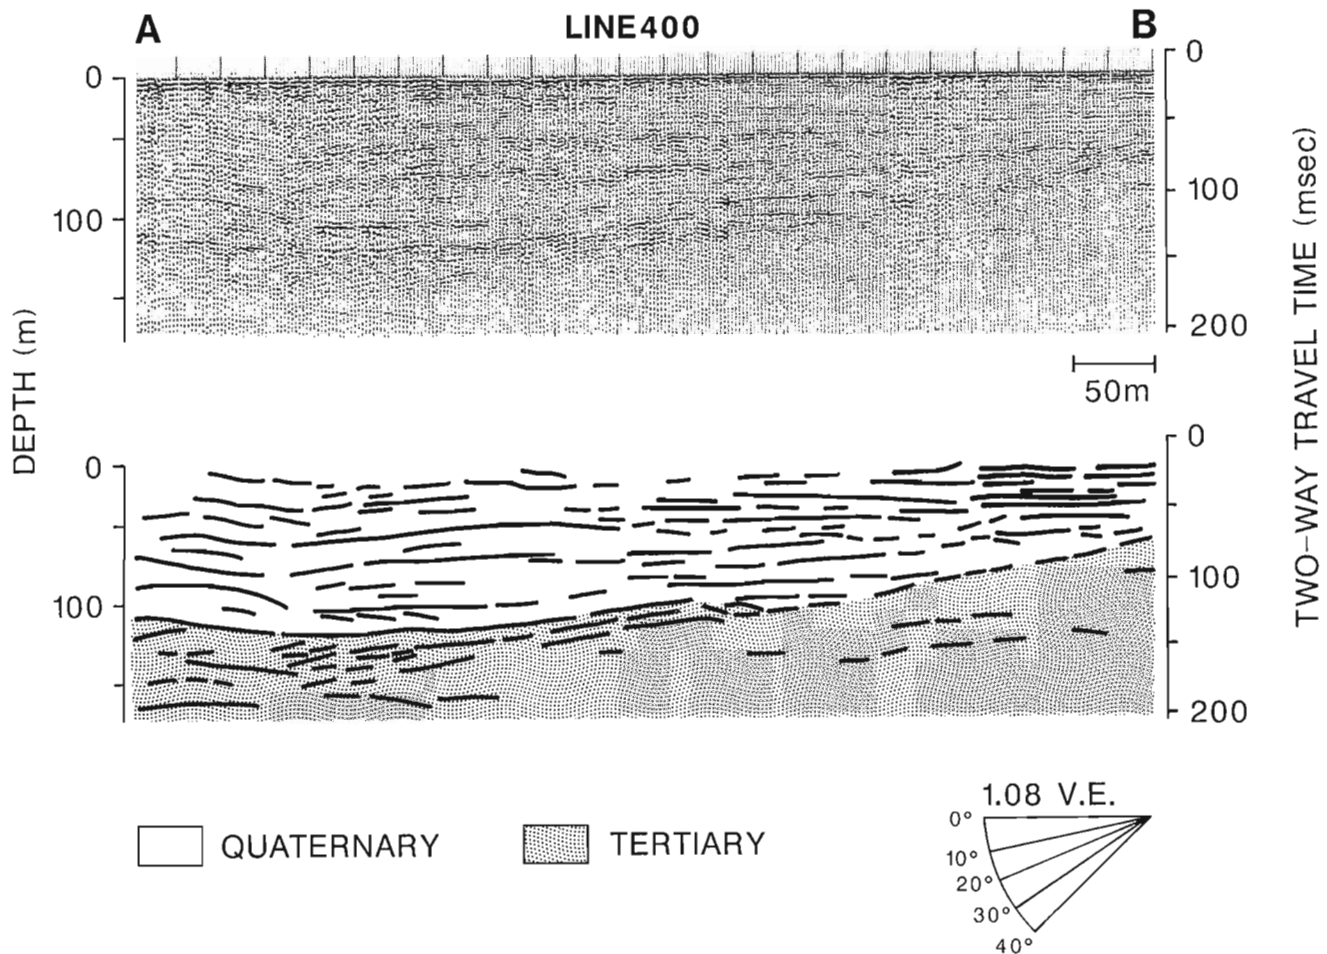 A LINE400 B
0 0
100 100
200
50m
DEPTH (m)
TWO-WAY TRAVEL TIME (msec)
0 0
100 100
200
QUATERNARY TERTIARY
1.08 V.E.
0°
10°
20°
30°
40°